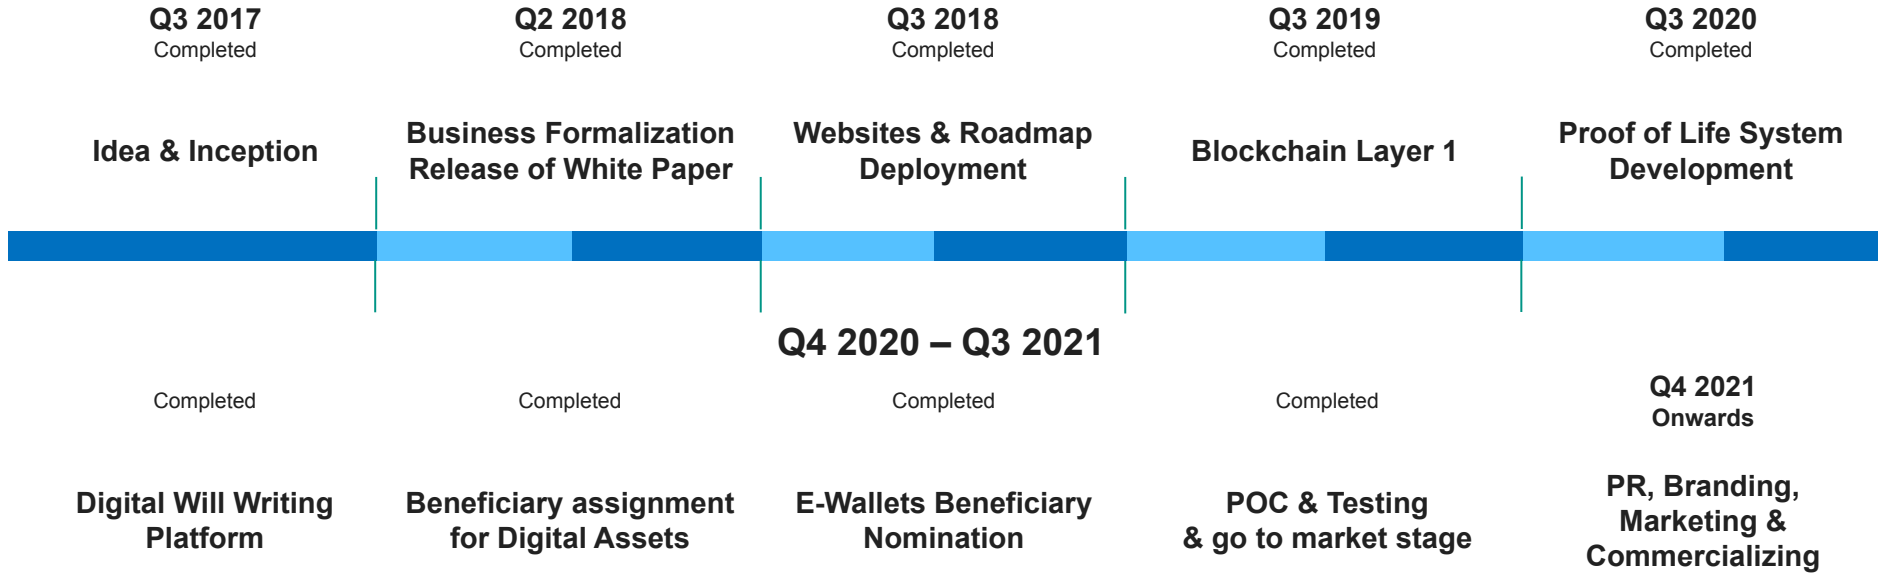 Q3 2017
Completed
Idea & Inception
Q2 2018
Completed
Business Formalization
Release of White Paper
Q3 2018
Completed
Websites & Roadmap
Deployment
Q3 2019
Completed
Blockchain Layer 1
Q3 2020
Completed
Proof of Life System
Development
Q4 2020 – Q3 2021
Completed
Digital Will Writing
Platform
Completed
Beneficiary assignment
for Digital Assets
Completed
E-Wallets Beneficiary
Nomination
Completed
POC & Testing
& go to market stage
Q4 2021
Onwards
PR, Branding,
Marketing &
Commercializing